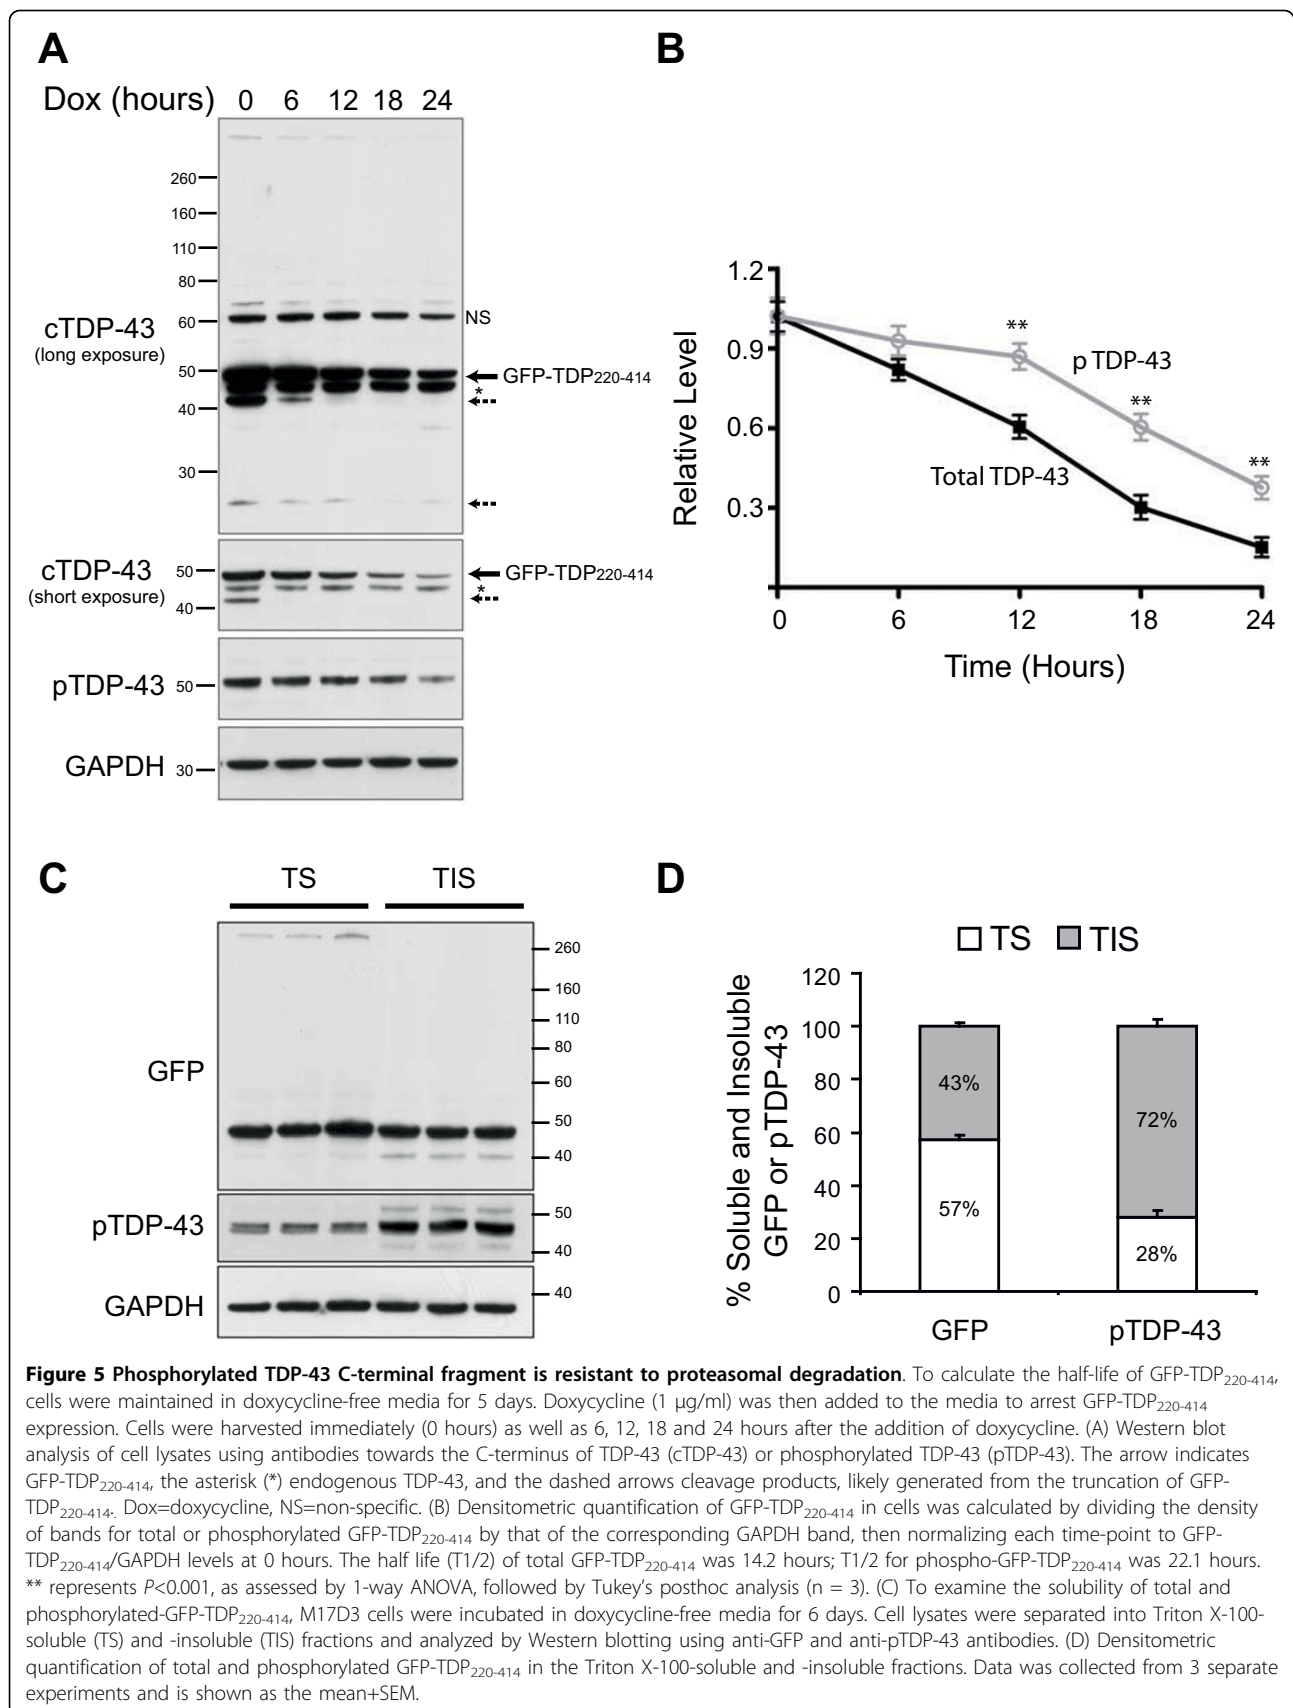 A
Dox (hours) 0 6 12 18 24
260
160
110
80
60
50
40
30
cTDP-43
(long exposure)
NS
GFP-TDP220-414
*
cTDP-43
(short exposure)
50
40
GFP-TDP220-414
*
pTDP-43
50
GAPDH
30
B
1.2
0.9
0.6
0.3
Relative Level
**
p TDP-43
**
**
Total TDP-43
0 6 12 18 24
Time (Hours)
C
TS TIS
GFP
260
160
110
80
60
50
40
pTDP-43
50
40
GAPDH
40
D
TS TIS
% Soluble and Insoluble
GFP or pTDP-43
120
100
80
60
40
20
0
43%
57%
72%
28%
GFP pTDP-43
Figure 5 Phosphorylated TDP-43 C-terminal fragment is resistant to proteasomal degradation. To calculate the half-life of GFP-TDP220-414,
cells were maintained in doxycycline-free media for 5 days. Doxycycline (1 μg/ml) was then added to the media to arrest GFP-TDP220-414
expression. Cells were harvested immediately (0 hours) as well as 6, 12, 18 and 24 hours after the addition of doxycycline. (A) Western blot
analysis of cell lysates using antibodies towards the C-terminus of TDP-43 (cTDP-43) or phosphorylated TDP-43 (pTDP-43). The arrow indicates
GFP-TDP220-414, the asterisk (*) endogenous TDP-43, and the dashed arrows cleavage products, likely generated from the truncation of GFP-
TDP220-414.. Dox=doxycycline, NS=non-specific. (B) Densitometric quantification of GFP-TDP220-414 in cells was calculated by dividing the density
of bands for total or phosphorylated GFP-TDP220-414 by that of the corresponding GAPDH band, then normalizing each time-point to GFP-
TDP220-414/GAPDH levels at 0 hours. The half life (T1/2) of total GFP-TDP220-414 was 14.2 hours; T1/2 for phospho-GFP-TDP220-414 was 22.1 hours.
** represents P<0.001, as assessed by 1-way ANOVA, followed by Tukey's posthoc analysis (n = 3). (C) To examine the solubility of total and
phosphorylated-GFP-TDP220-414, M17D3 cells were incubated in doxycycline-free media for 6 days. Cell lysates were separated into Triton X-100-
soluble (TS) and -insoluble (TIS) fractions and analyzed by Western blotting using anti-GFP and anti-pTDP-43 antibodies. (D) Densitometric
quantification of total and phosphorylated GFP-TDP220-414 in the Triton X-100-soluble and -insoluble fractions. Data was collected from 3 separate
experiments and is shown as the mean+SEM.